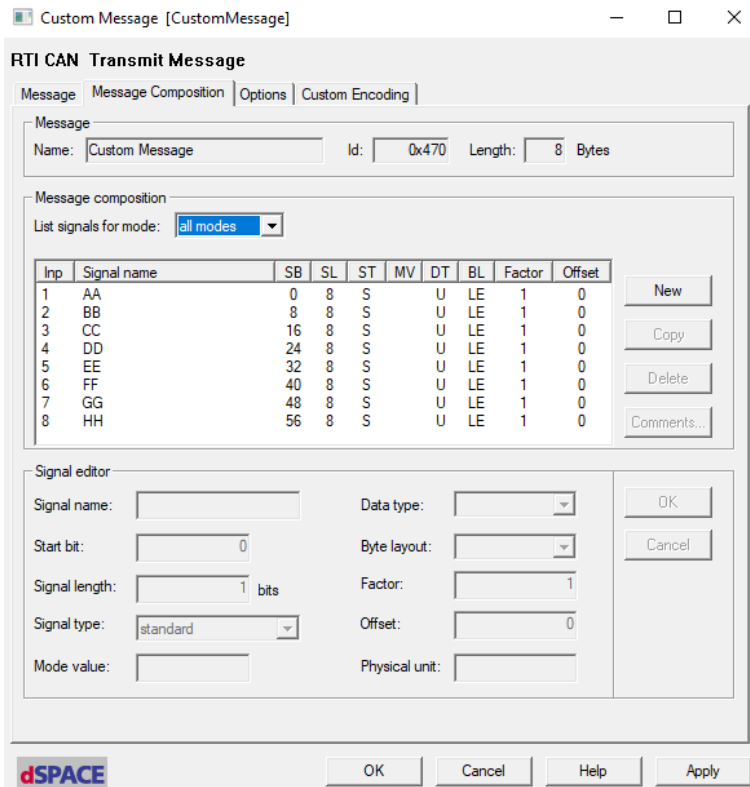 Custom Message [CustomMessage]
RTI CAN Transmit Message
Message Message Composition Options Custom Encoding
Message
Name: Custom Message Id: 0x470 Length: 8 Bytes
Message composition
List signals for mode: all modes
Inp Signal name SB SL ST MV DT BL Factor Offset
1 AA 0 8 S U LE 1 0
2 BB 8 8 S U LE 1 0
3 CC 16 8 S U LE 1 0
4 DD 24 8 S U LE 1 0
5 EE 32 8 S U LE 1 0
6 FF 40 8 S U LE 1 0
7 GG 48 8 S U LE 1 0
8 HH 56 8 S U LE 1 0
New
Copy
Delete
Comments...
Signal editor
Signal name: Data type:
Start bit: 0 Byte layout:
Signal length: 1 bits Factor: 1
Signal type: standard Offset: 0
Mode value: Physical unit:
OK
Cancel
dSPACE OK Cancel Help Apply